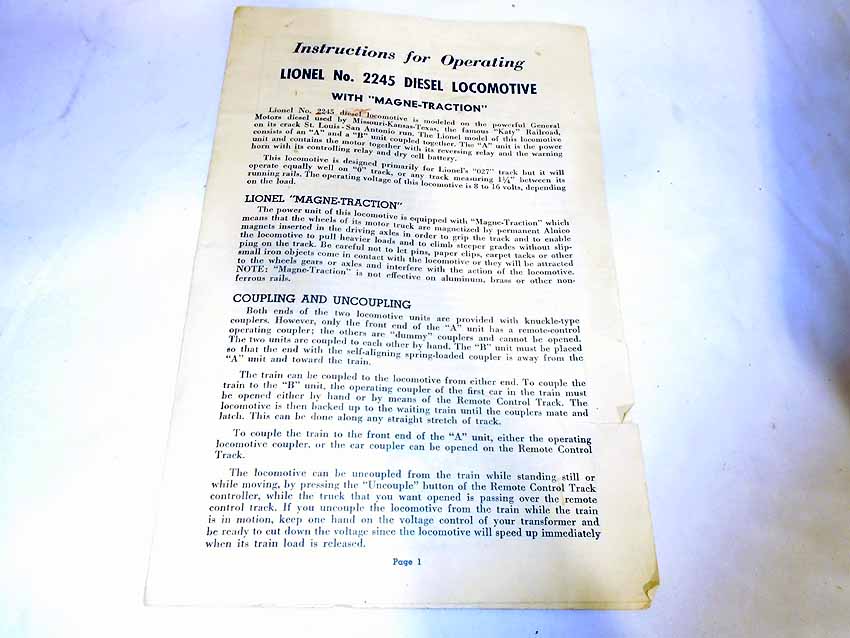 Instructions for Operating
LIONEL No. 2245 DIESEL LOCOMOTIVE
WITH "MAGNE-TRACTION"
Lionel No. 2245 diesel locomotive is modeled on the powerful General
Motors diesel used by Missouri-Kansas-Texas, the famous "Katy" Railroad,
on its crack St. Louis - San Antonio run. The Lionel model of this locomotive
consists of an "A" and a "B" unit coupled together. The "A" unit is the power
unit and contains the motor together with its reversing relay and the warning
horn with its controlling relay and dry cell battery.
This locomotive is designed primarily for Lionel's "027" track but it will
operate equally well on "0" track, or any track measuring 1¼" between its
running rails. The operating voltage of this locomotive is 8 to 16 volts, depending
on the load.
LIONEL "MAGNE-TRACTION"
The power unit of this locomotive is equipped with "Magne-Traction" which
means that the wheels of its motor truck are magnetized by permanent Alnico
magnets inserted in the driving axles in order to grip the track and to enable
the locomotive to pull heavier loads and to climb steeper grades without slip-
ping on the track. Be careful not to let pins, paper clips, carpet tacks or other
small iron objects come in contact with the locomotive or they will be attracted
to the wheels gears or axles and interfere with the action of the locomotive.
NOTE: "Magne-Traction" is not effective on aluminum, brass or other non-
ferrous rails.
COUPLING AND UNCOUPLING
Both ends of the two locomotive units are provided with knuckle-type
couplers. However, only the front end of the "A" unit has a remote-control
operating coupler; the others are "dummy" couplers and cannot be opened.
The two units are coupled to each other by hand. The "B" unit must be placed
so that the end with the self-aligning spring-loaded coupler is away from the
"A" unit and toward the train.
The train can be coupled to the locomotive from either end. To couple the
train to the "B" unit, the operating coupler of the first car in the train must
be opened either by hand or by means of the Remote Control Track. The
locomotive is then backed up to the waiting train until the couplers mate and
latch. This can be done along any straight stretch of track.
To couple the train to the front end of the "A" unit, either the operating
locomotive coupler, or the car coupler can be opened on the Remote Control
Track.
The locomotive can be uncoupled from the train while standing still or
while moving, by pressing the "Uncouple" button of the Remote Control Track
controller, while the truck that you want opened is passing over the remote
control track. If you uncouple the locomotive from the train while the train
is in motion, keep one hand on the voltage control of your transformer and
be ready to cut down the voltage since the locomotive will speed up immediately
when its train load is released.
Page 1